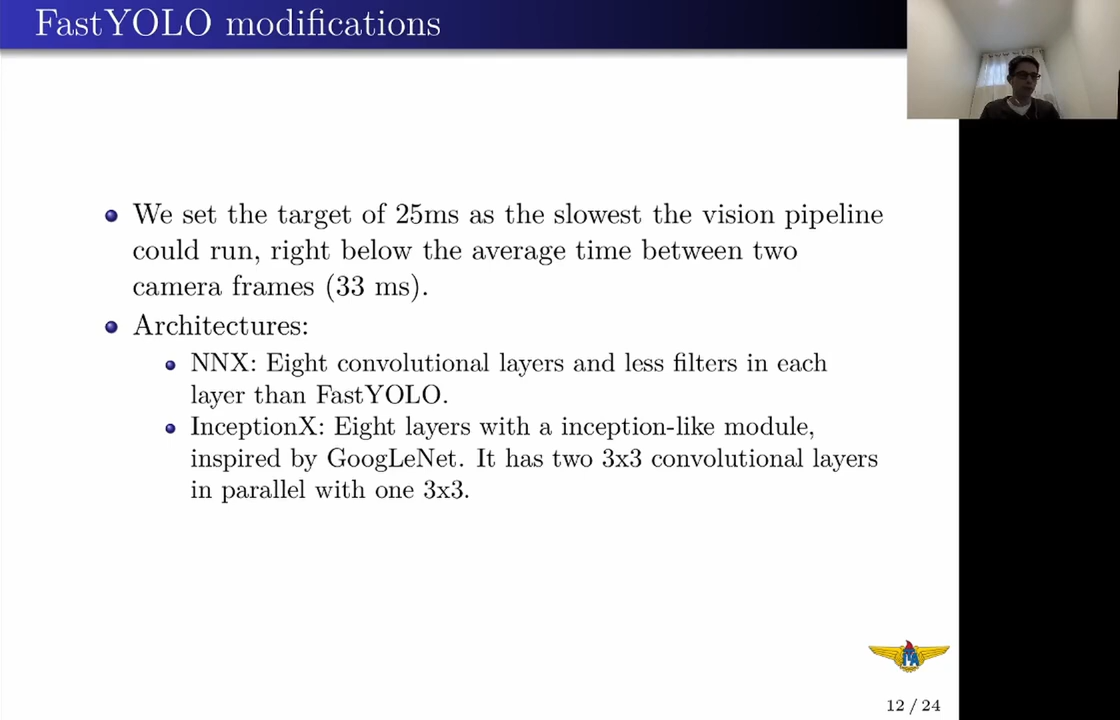 FastYOLO modifications
We set the target of 25ms as the slowest the vision pipeline
could run, right below the average time between two
camera frames (33 ms).
Architectures:
NNX: Eight convolutional layers and less filters in each
layer than FastYOLO.
InceptionX: Eight layers with a inception-like module,
inspired by GoogLeNet. It has two 3x3 convolutional layers
in parallel with one 3x3.
ITA
12 / 24